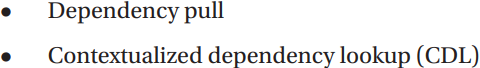 • Dependency pull
• Contextualized dependency lookup (CDL)